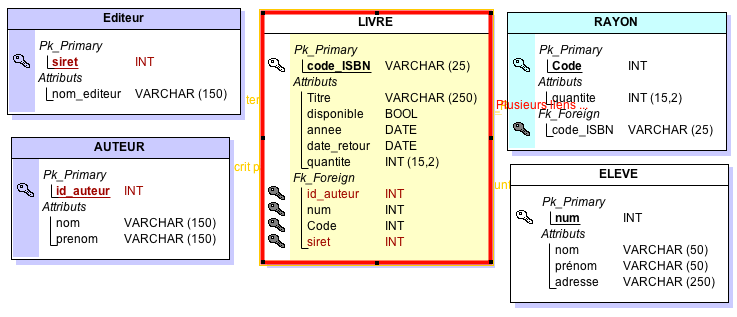 Editeur
Pk_Primary
siret INT
Attributs
nom_editeur VARCHAR (150)
AUTEUR
Pk_Primary
id_auteur INT
Attributs
nom VARCHAR (150)
prenom VARCHAR (150)
LIVRE
Pk_Primary
code_ISBN VARCHAR (25)
Attributs
Titre VARCHAR (250)
disponible BOOL
annee DATE
date_retour DATE
quantite INT (15,2)
Fk_Foreign
id_auteur INT
num INT
Code INT
siret INT
Plusieurs liens ...
RAYON
Pk_Primary
Code INT
Attributs
quantite INT (15,2)
Fk_Foreign
code_ISBN VARCHAR (25)
ELEVE
Pk_Primary
num INT
Attributs
nom VARCHAR (50)
prénom VARCHAR (50)
adresse VARCHAR (250)